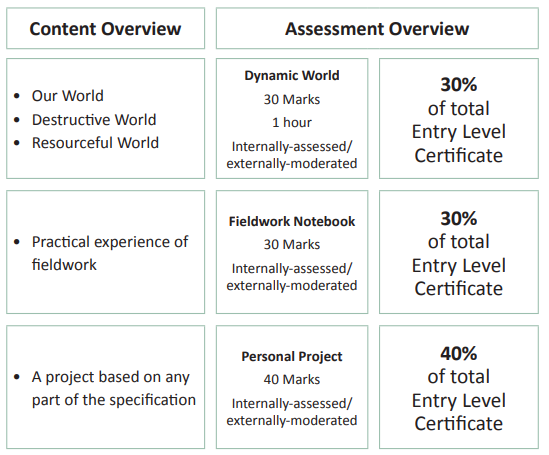 Content Overview
Assessment Overview
• Our World
• Destructive World
• Resourceful World
Dynamic World
30 Marks
1 hour
Internally-assessed/
externally-moderated
30%
of total
Entry Level
Certificate
• Practical experience of
fieldwork
Fieldwork Notebook
30 Marks
Internally-assessed/
externally-moderated
30%
of total
Entry Level
Certificate
• A project based on any
part of the specification
Personal Project
40 Marks
Internally-assessed/
externally-moderated
40%
of total
Entry Level
Certificate